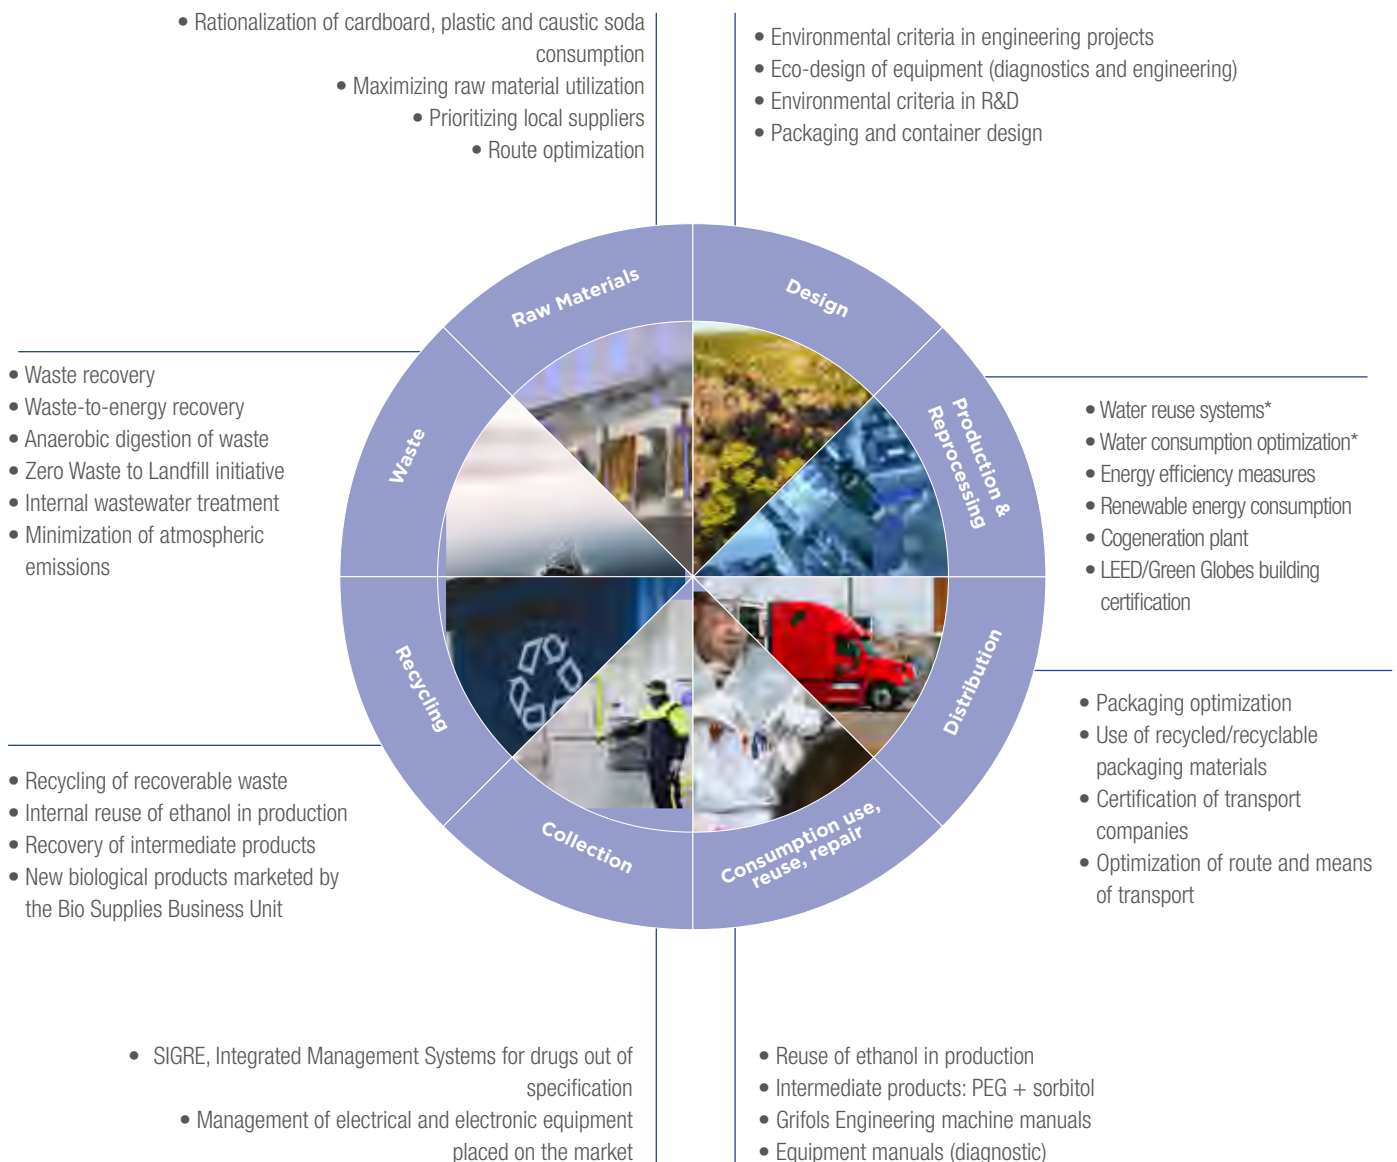 • Rationalization of cardboard, plastic and caustic soda
consumption
• Maximizing raw material utilization
• Prioritizing local suppliers
• Route optimization
• Environmental criteria in engineering projects
• Eco-design of equipment (diagnostics and engineering)
• Environmental criteria in R&D
• Packaging and container design
Raw Materials
Design
Waste
Production &
Reprocessing
Recycling
Distribution
Collection
Consumption use,
reuse, repair
• Waste recovery
• Waste-to-energy recovery
• Anaerobic digestion of waste
• Zero Waste to Landfill initiative
• Internal wastewater treatment
• Minimization of atmospheric
emissions
• Water reuse systems*
• Water consumption optimization*
• Energy efficiency measures
• Renewable energy consumption
• Cogeneration plant
• LEED/Green Globes building
certification
• Packaging optimization
• Use of recycled/recyclable
packaging materials
• Certification of transport
companies
• Optimization of route and means
of transport
• Recycling of recoverable waste
• Internal reuse of ethanol in production
• Recovery of intermediate products
• New biological products marketed by
the Bio Supplies Business Unit
• SIGRE, Integrated Management Systems for drugs out of
specification
• Management of electrical and electronic equipment
placed on the market
• Reuse of ethanol in production
• Intermediate products: PEG + sorbitol
• Grifols Engineering machine manuals
• Equipment manuals (diagnostic)